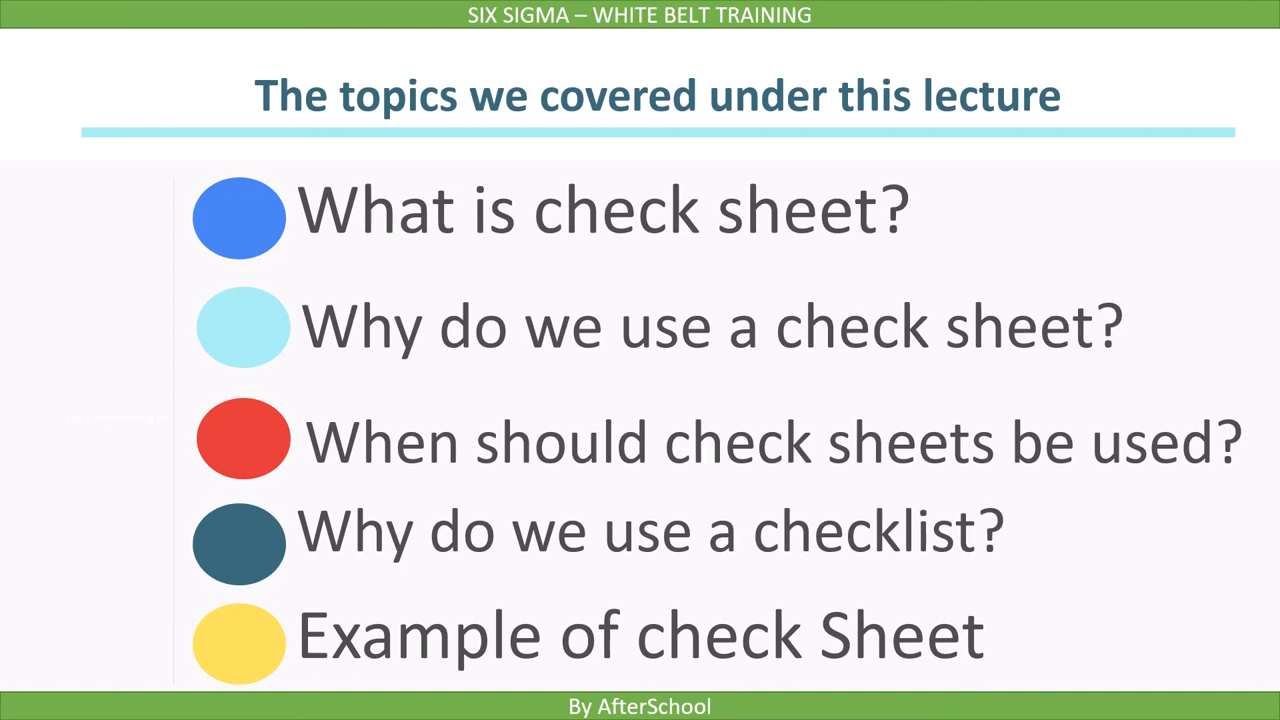 SIX SIGMA – WHITE BELT TRAINING
The topics we covered under this lecture
What is check sheet?
Why do we use a check sheet?
When should check sheets be used?
Why do we use a checklist?
Example of check Sheet
By AfterSchool